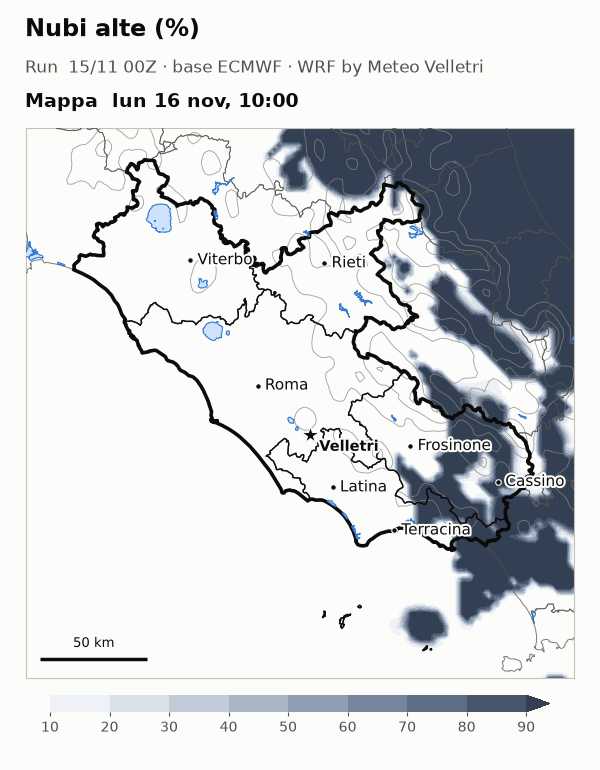 Nubi alte (%)
Run  15/11 00Z · base ECMWF · WRF by Meteo Velletri
Mappa  lun 16 nov, 10:00
Viterbo
Rieti
Roma
Velletri
Frosinone
Cassino
Latina
Terracina
50 km
10 20 30 40 50 60 70 80 90